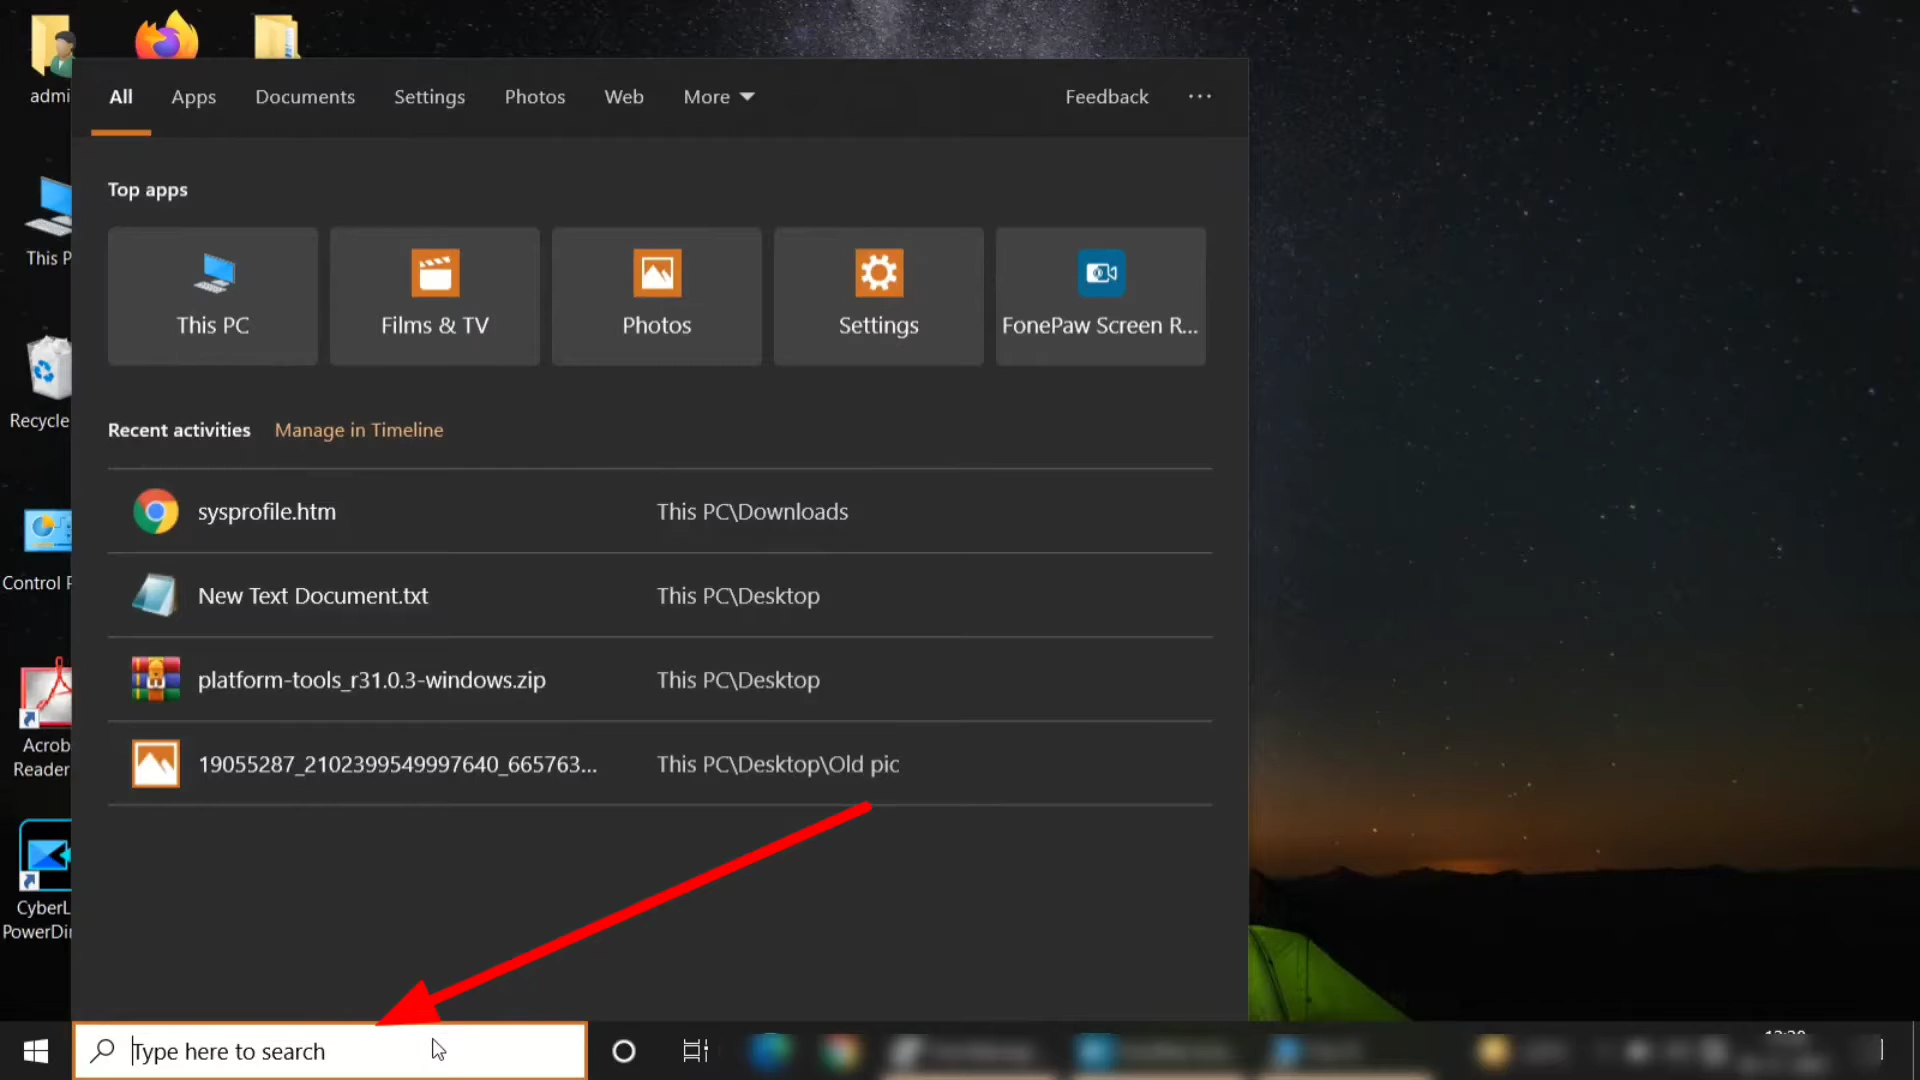 admi
All
Apps
Documents
Settings
Photos
Web
More
Feedback
Top apps
This P
This PC
Films & TV
Photos
Settings
FonePaw Screen R...
Recycle
Recent activities
Manage in Timeline
sysprofile.htm
This PC\Downloads
Control P
New Text Document.txt
This PC\Desktop
platform-tools_r31.0.3-windows.zip
This PC\Desktop
Acrob
Reader
19055287_2102399549997640_665763...
This PC\Desktop\Old pic
CyberL
PowerDir
Type here to search